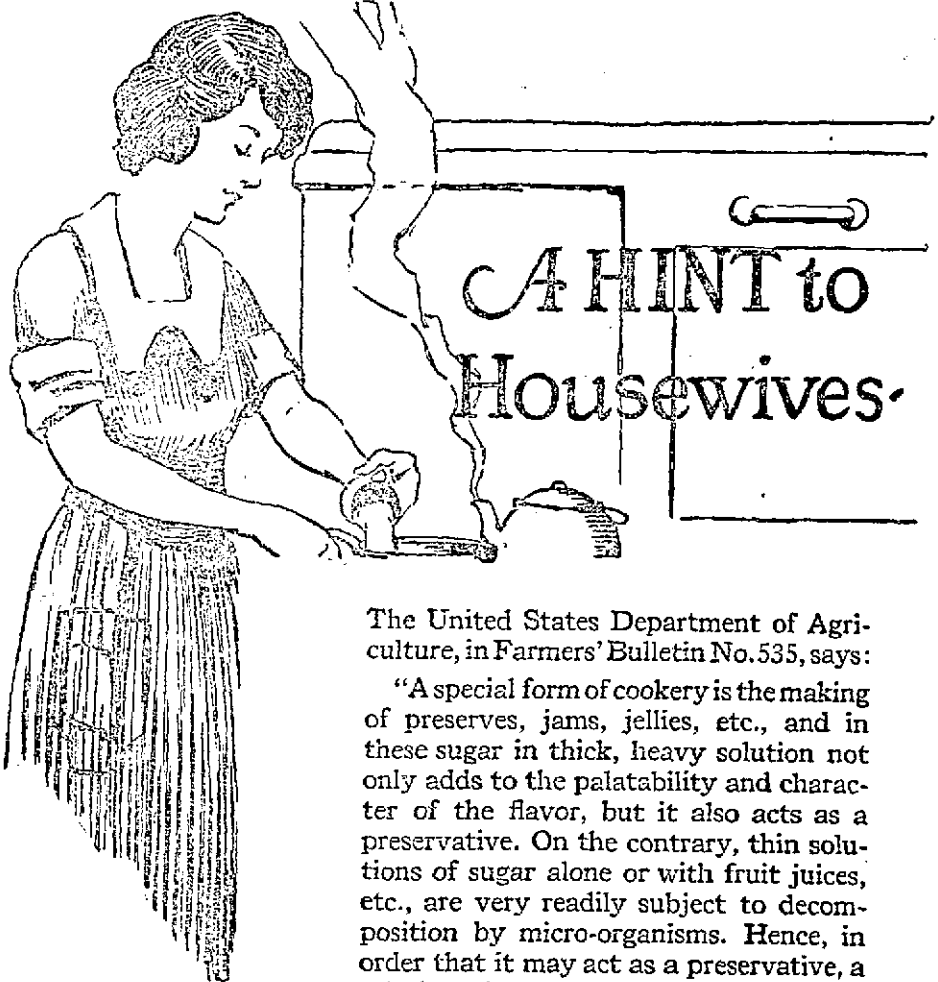 A HINT to
Housewives
The United States Department of Agri-
culture, in Farmers' Bulletin No. 535, says:
"A special form of cookery is the making
of preserves, jams, jellies, etc., and in
these sugar in thick, heavy solution not
only adds to the palatability and charac-
ter of the flavor, but it also acts as a
preservative. On the contrary, thin solu-
tions of sugar alone or with fruit juices,
etc., are very readily subject to decom-
position by micro-organisms. Hence, in
order that it may act as a preservative, a